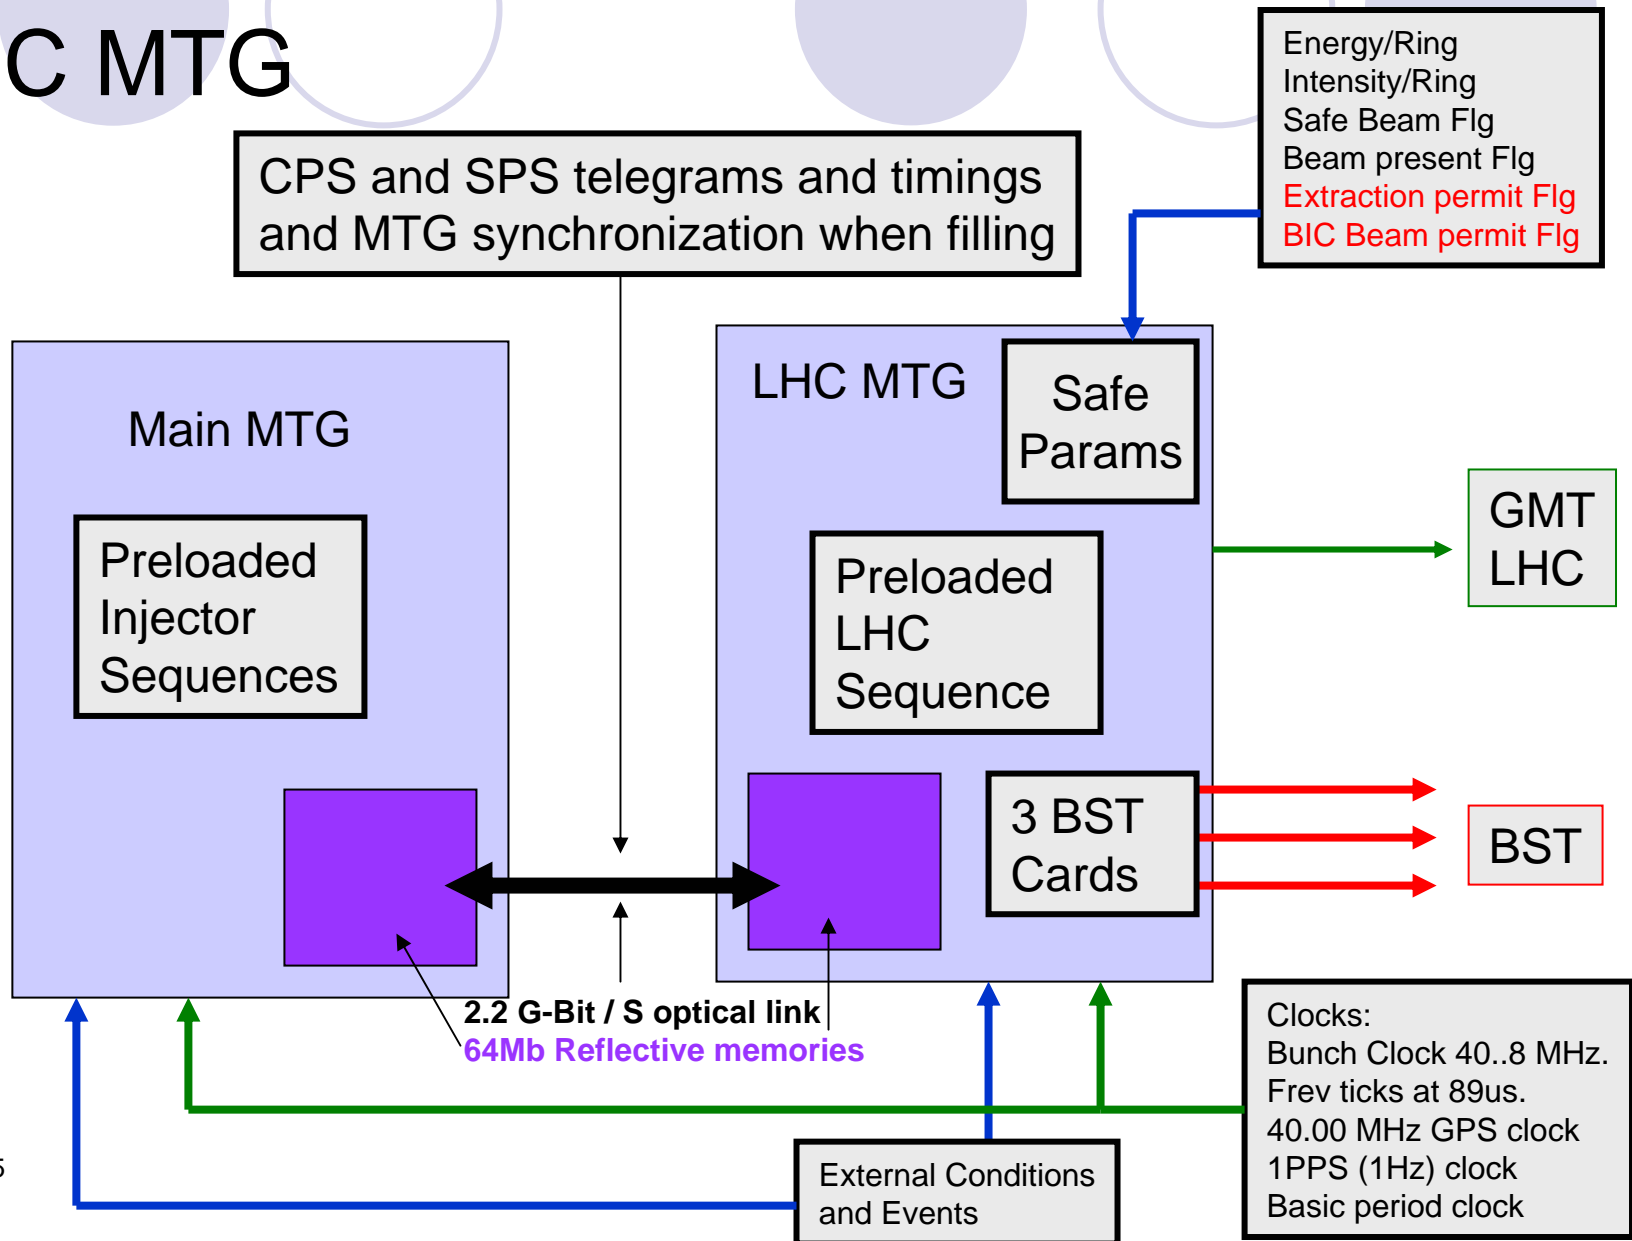 C MTG
Energy/Ring
Intensity/Ring
Safe Beam Flg
Beam present Flg
Extraction permit Flg
BIC Beam permit Flg
CPS and SPS telegrams and timings
and MTG synchronization when filling
Main MTG
Preloaded
Injector
Sequences
LHC MTG
Safe
Params
Preloaded
LHC
Sequence
3 BST
Cards
GMT
LHC
BST
2.2 G-Bit / S optical link
64Mb Reflective memories
Clocks:
Bunch Clock 40..8 MHz.
Frev ticks at 89us.
40.00 MHz GPS clock
1PPS (1Hz) clock
Basic period clock
External Conditions
and Events